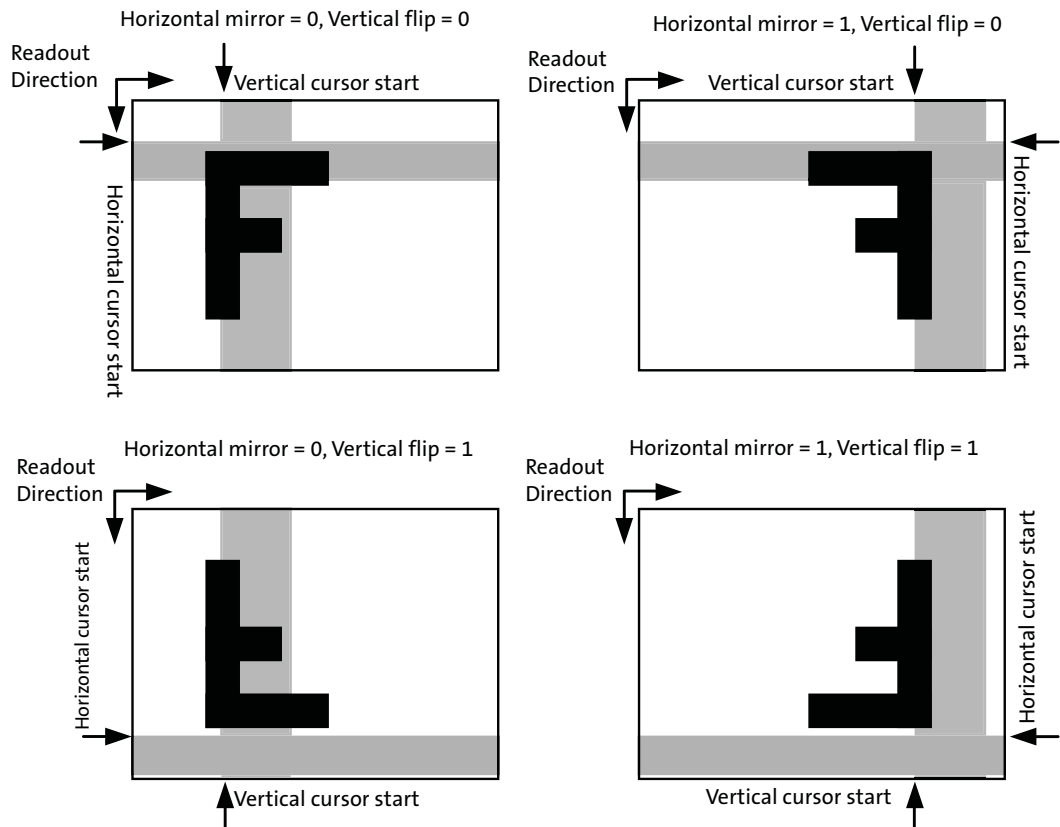 Horizontal mirror = 0, Vertical flip = 0
Readout
Direction
Vertical cursor start
Horizontal cursor start
Horizontal mirror = 1, Vertical flip = 0
Readout
Direction
Vertical cursor start
Horizontal cursor start
Horizontal mirror = 0, Vertical flip = 1
Readout
Direction
Horizontal cursor start
Vertical cursor start
Horizontal mirror = 1, Vertical flip = 1
Readout
Direction
Horizontal cursor start
Vertical cursor start